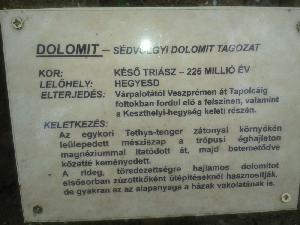 DOLOMIT – SÉDVÖLGYI DOLOMIT TAGOZAT
KOR: KÉSŐ TRIÁSZ – 225 MILLIÓ ÉV
LELŐHELY: HEGYESD
ELTERJEDÉS: Várpalotától Veszprémen át Tapolcáig
foltokban fordul elő a felszínen, valamint
a Keszthelyi-hegység keleti részén.
KELETKEZÉS:
- Az egykori Tethys-tenger zátonyai környékén
leülepedett mésziszap a trópusi éghajlaton
magnéziummal itatódott át, majd betemetődve
kőzetté keményedett.
- A rideg, töredezettségre hajlamos dolomitot
elsősorban zúzottkőként útépítéseknél hasznosítják,
de gyakran ez az alapanyaga a házak vakolatának is.